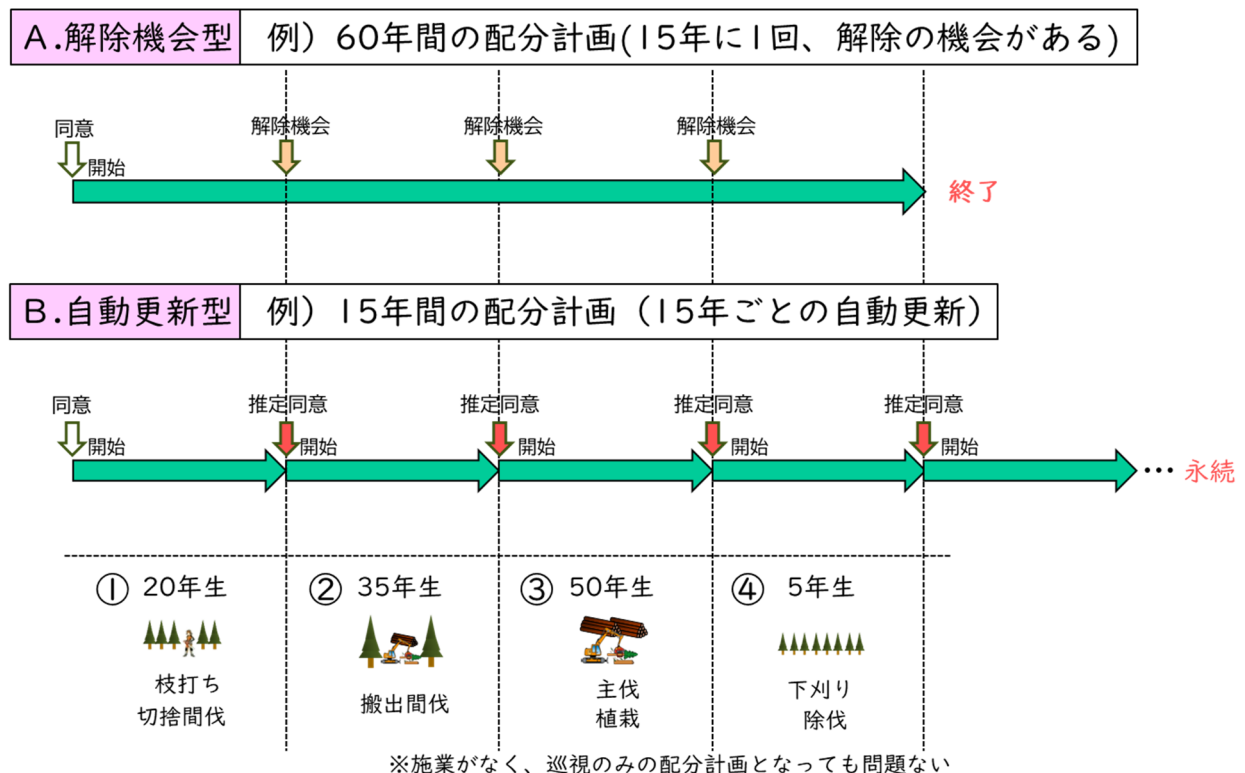 A.解除機会型 例）60年間の配分計画(15年に1回、解除の機会がある)
同意 解除機会 解除機会 解除機会
開始
終了
B.自動更新型 例）15年間の配分計画（15年ごとの自動更新）
同意 推定同意 推定同意 推定同意 推定同意
開始 開始 開始 開始 開始
… 永続
① 20年生 ② 35年生 ③ 50年生 ④ 5年生
枝打ち
切捨間伐
搬出間伐
主伐
植栽
下刈り
除伐
※施業がなく、巡視のみの配分計画となっても問題ない